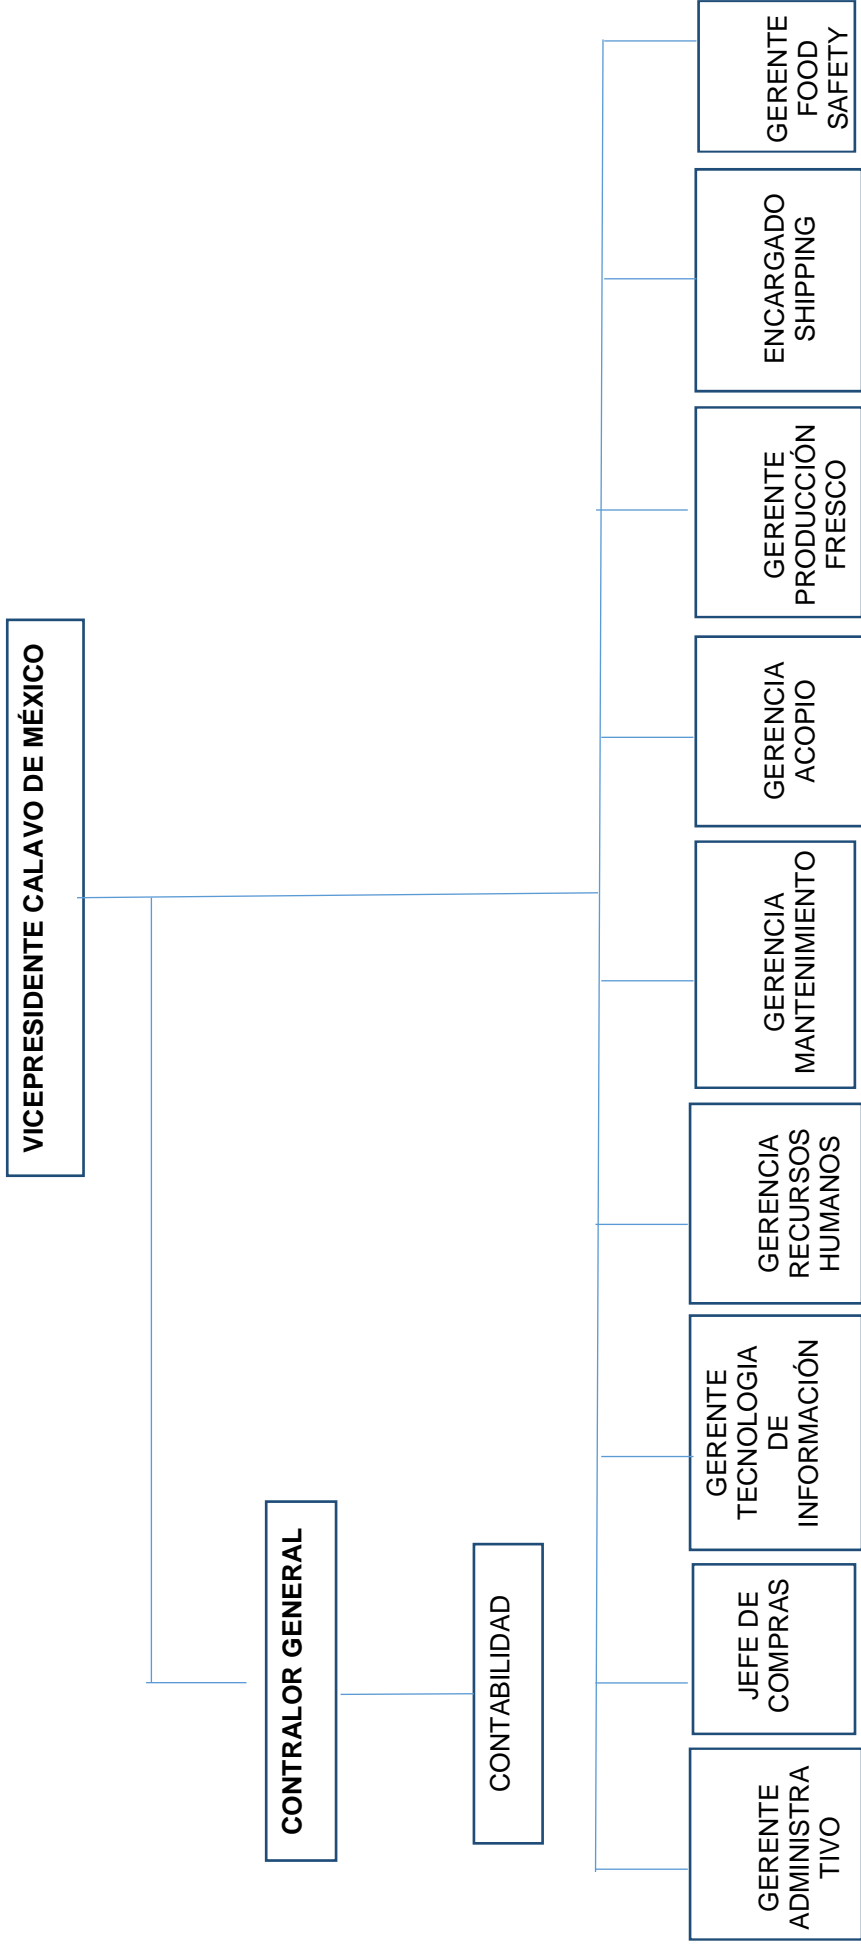 VICEPRESIDENTE CALAVO DE MÉXICO
CONTRALOR GENERAL
CONTABILIDAD
GERENTE
ADMINISTRA
TIVO
JEFE DE
COMPRAS
GERENTE
TECNOLOGIA
DE
INFORMACIÓN
GERENCIA
RECURSOS
HUMANOS
GERENCIA
MANTENIMIENTO
GERENCIA
ACOPIO
GERENTE
PRODUCCIÓN
FRESCO
ENCARGADO
SHIPPING
GERENTE
FOOD
SAFETY